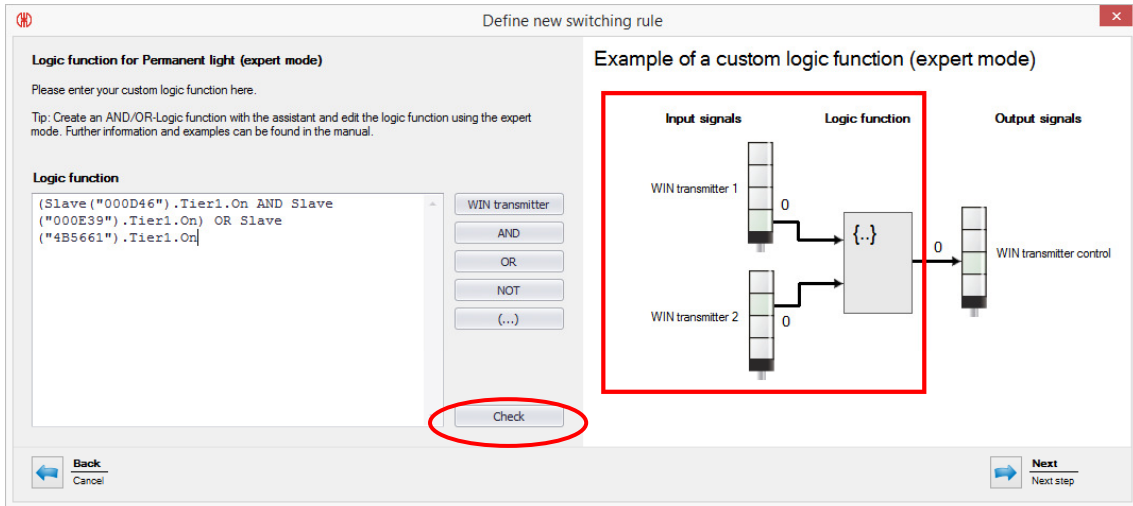 Define new switching rule
Logic function for Permanent light (expert mode)
Please enter your custom logic function here.
Tip: Create an AND/OR-Logic function with the assistant and edit the logic function using the expert
mode. Further information and examples can be found in the manual.
Logic function
(Slave("000D46").Tier1.On AND Slave
("000E39").Tier1.On) OR Slave
("4B5661").Tier1.On
WIN transmitter
AND
OR
NOT
(...)
Check
Example of a custom logic function (expert mode)
Input signals
Logic function
Output signals
WIN transmitter 1
0
{..}
0
WIN transmitter control
WIN transmitter 2
0
Back
Cancel
Next
Next step